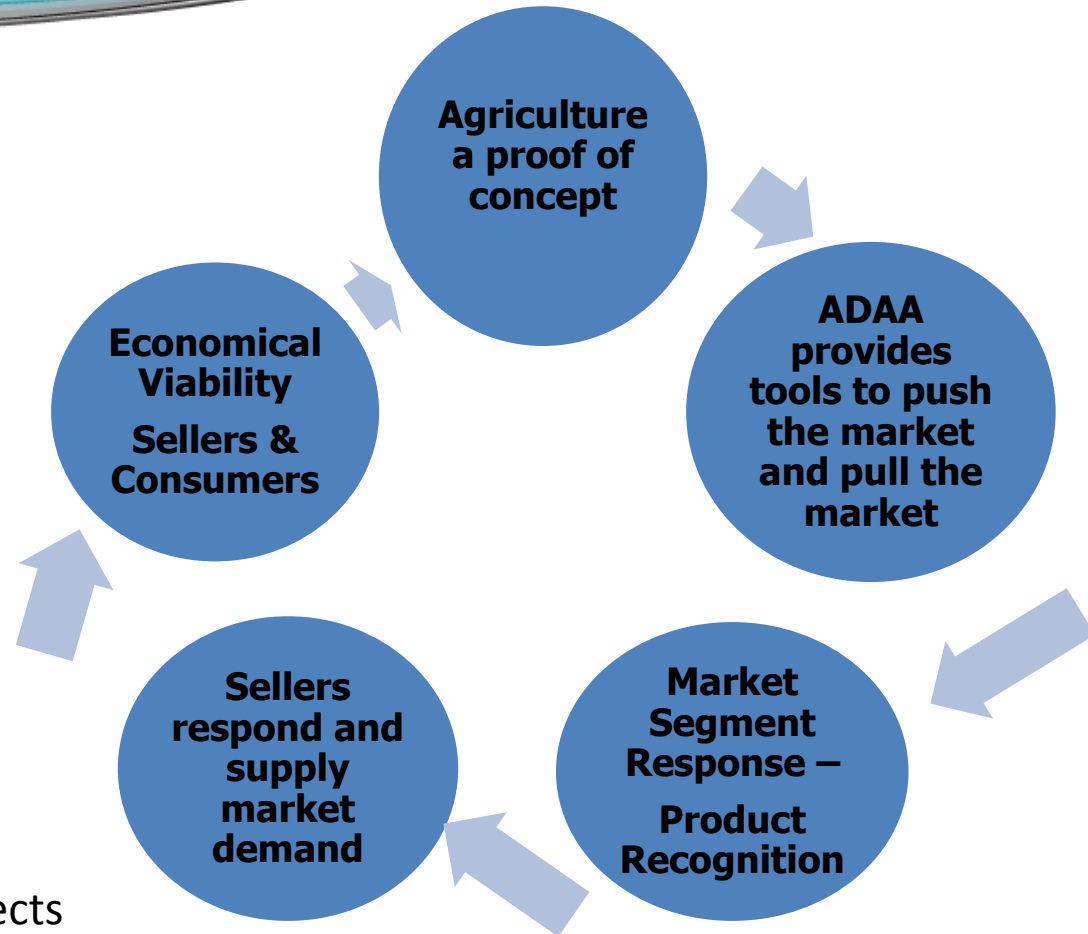 Agriculture
a proof of
concept
ADAA
provides
tools to push
the market
and pull the
market
Market
Segment
Response –
Product
Recognition
Sellers
respond and
supply
market
demand
Economical
Viability
Sellers &
Consumers
ects